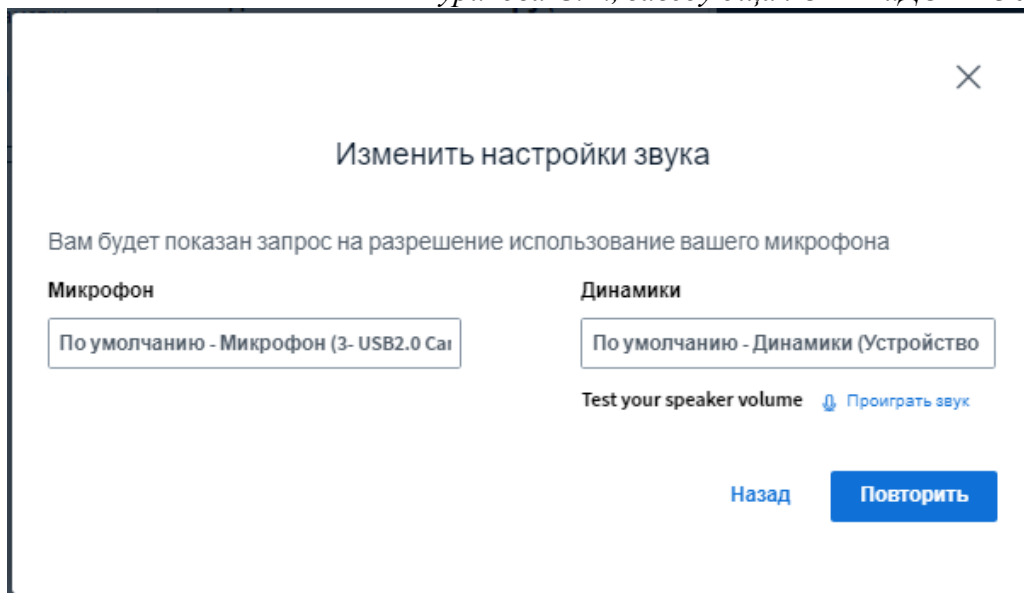 Изменить настройки звука
Вам будет показан запрос на разрешение использование вашего микрофона
Микрофон
Динамики
По умолчанию - Микрофон (3- USB2.0 Ca
По умолчанию - Динамики (Устройство
Test your speaker volume Проиграть звук
Назад Повторить